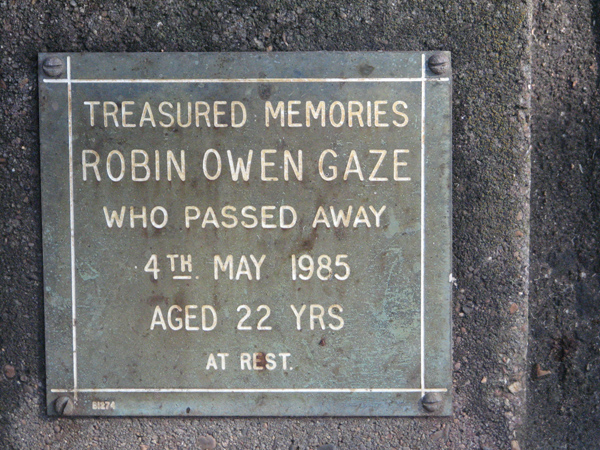 TREASURED MEMORIES
ROBIN OWEN GAZE
WHO PASSED AWAY
4TH. MAY 1985
AGED 22 YRS
AT REST.